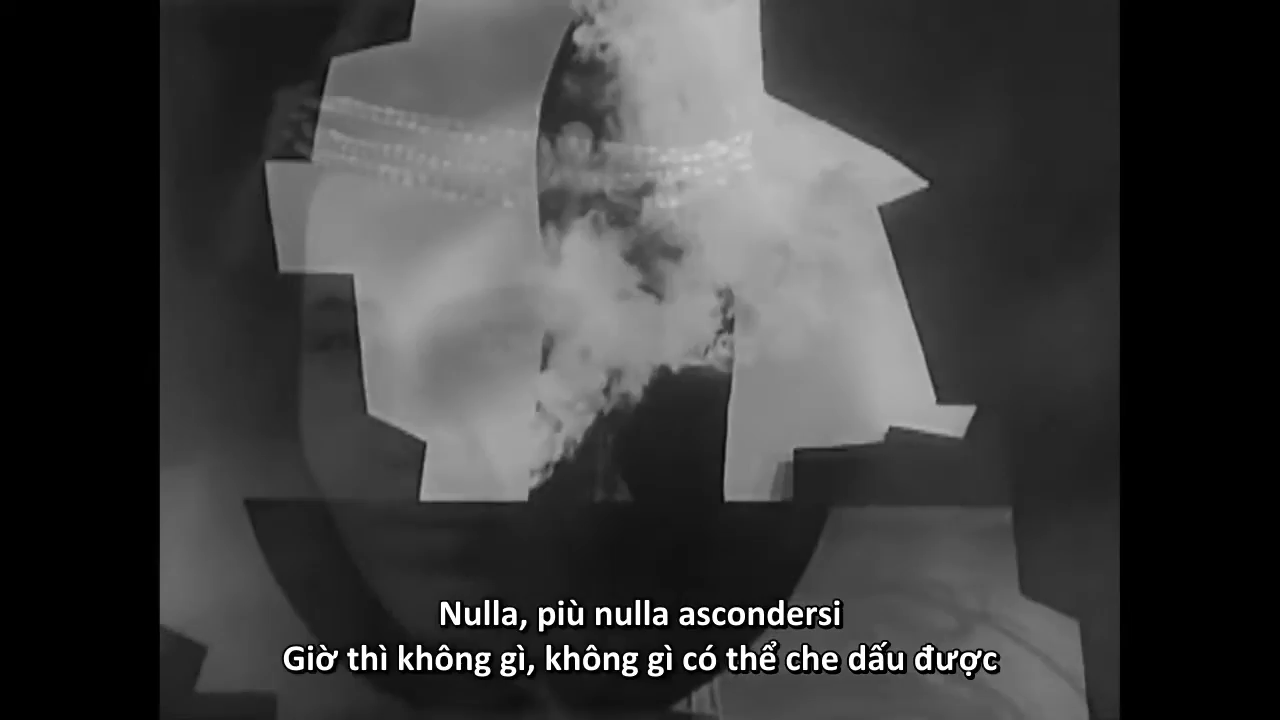 Nulla, più nulla ascondersi
Giờ thì không gì, không gì có thể che dấu được